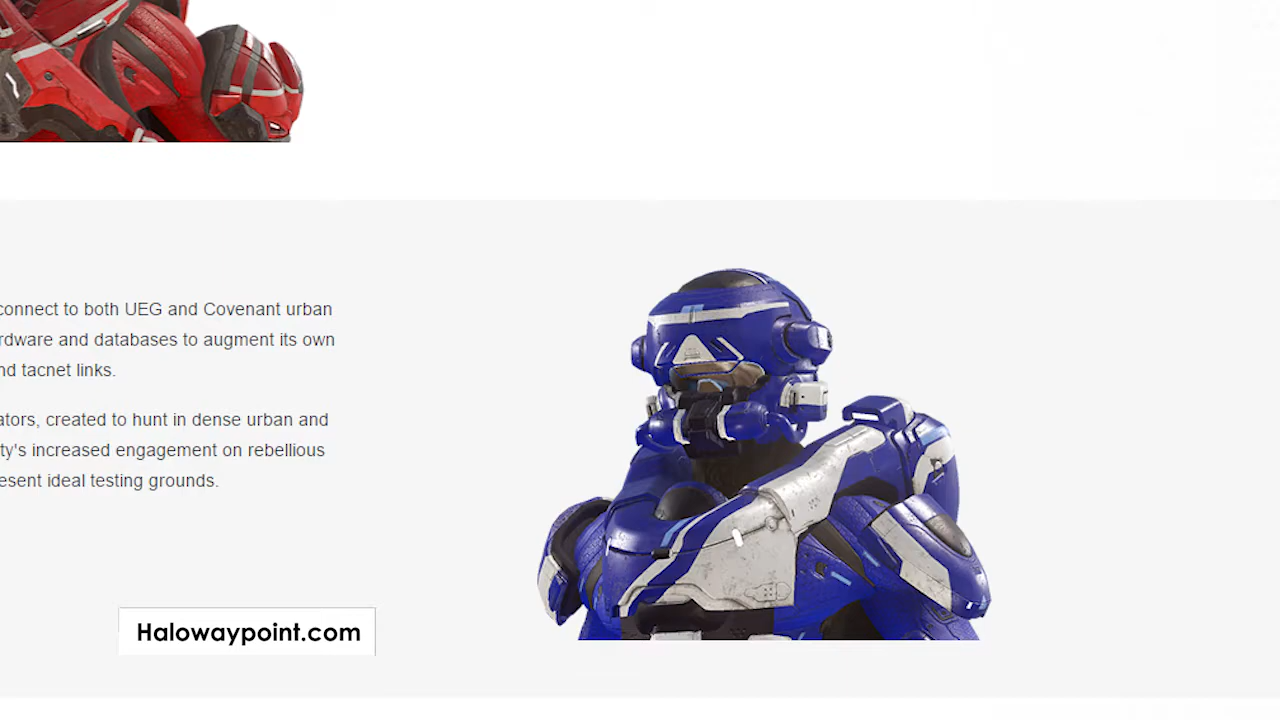 connect to both UEG and Covenant urban
rdware and databases to augment its own
nd tacnet links.
ators, created to hunt in dense urban and
ty's increased engagement on rebellious
esent ideal testing grounds.
Halowaypoint.com